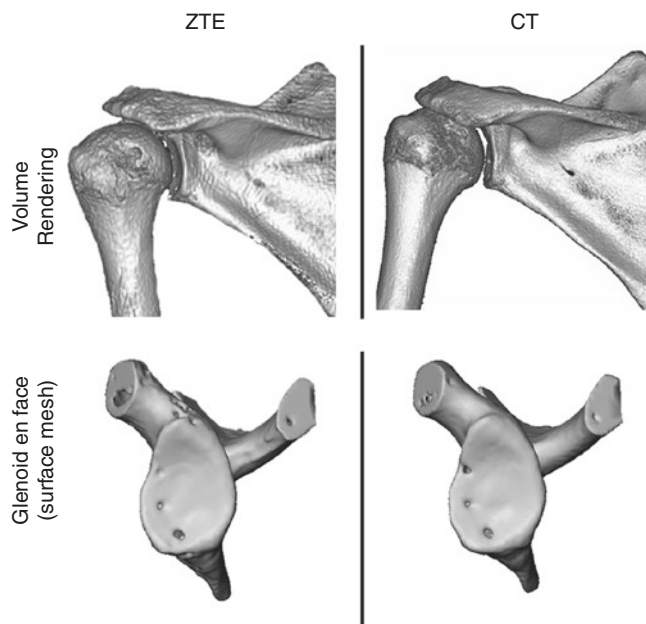 ZTE
CT
Volume
Rendering
Glenoid en face
(surface mesh)